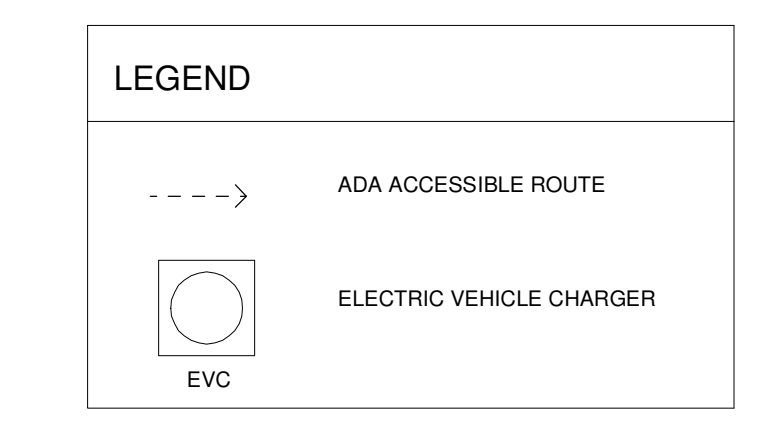 LEGEND
ADA ACCESSIBLE ROUTE
ELECTRIC VEHICLE CHARGER
EVC